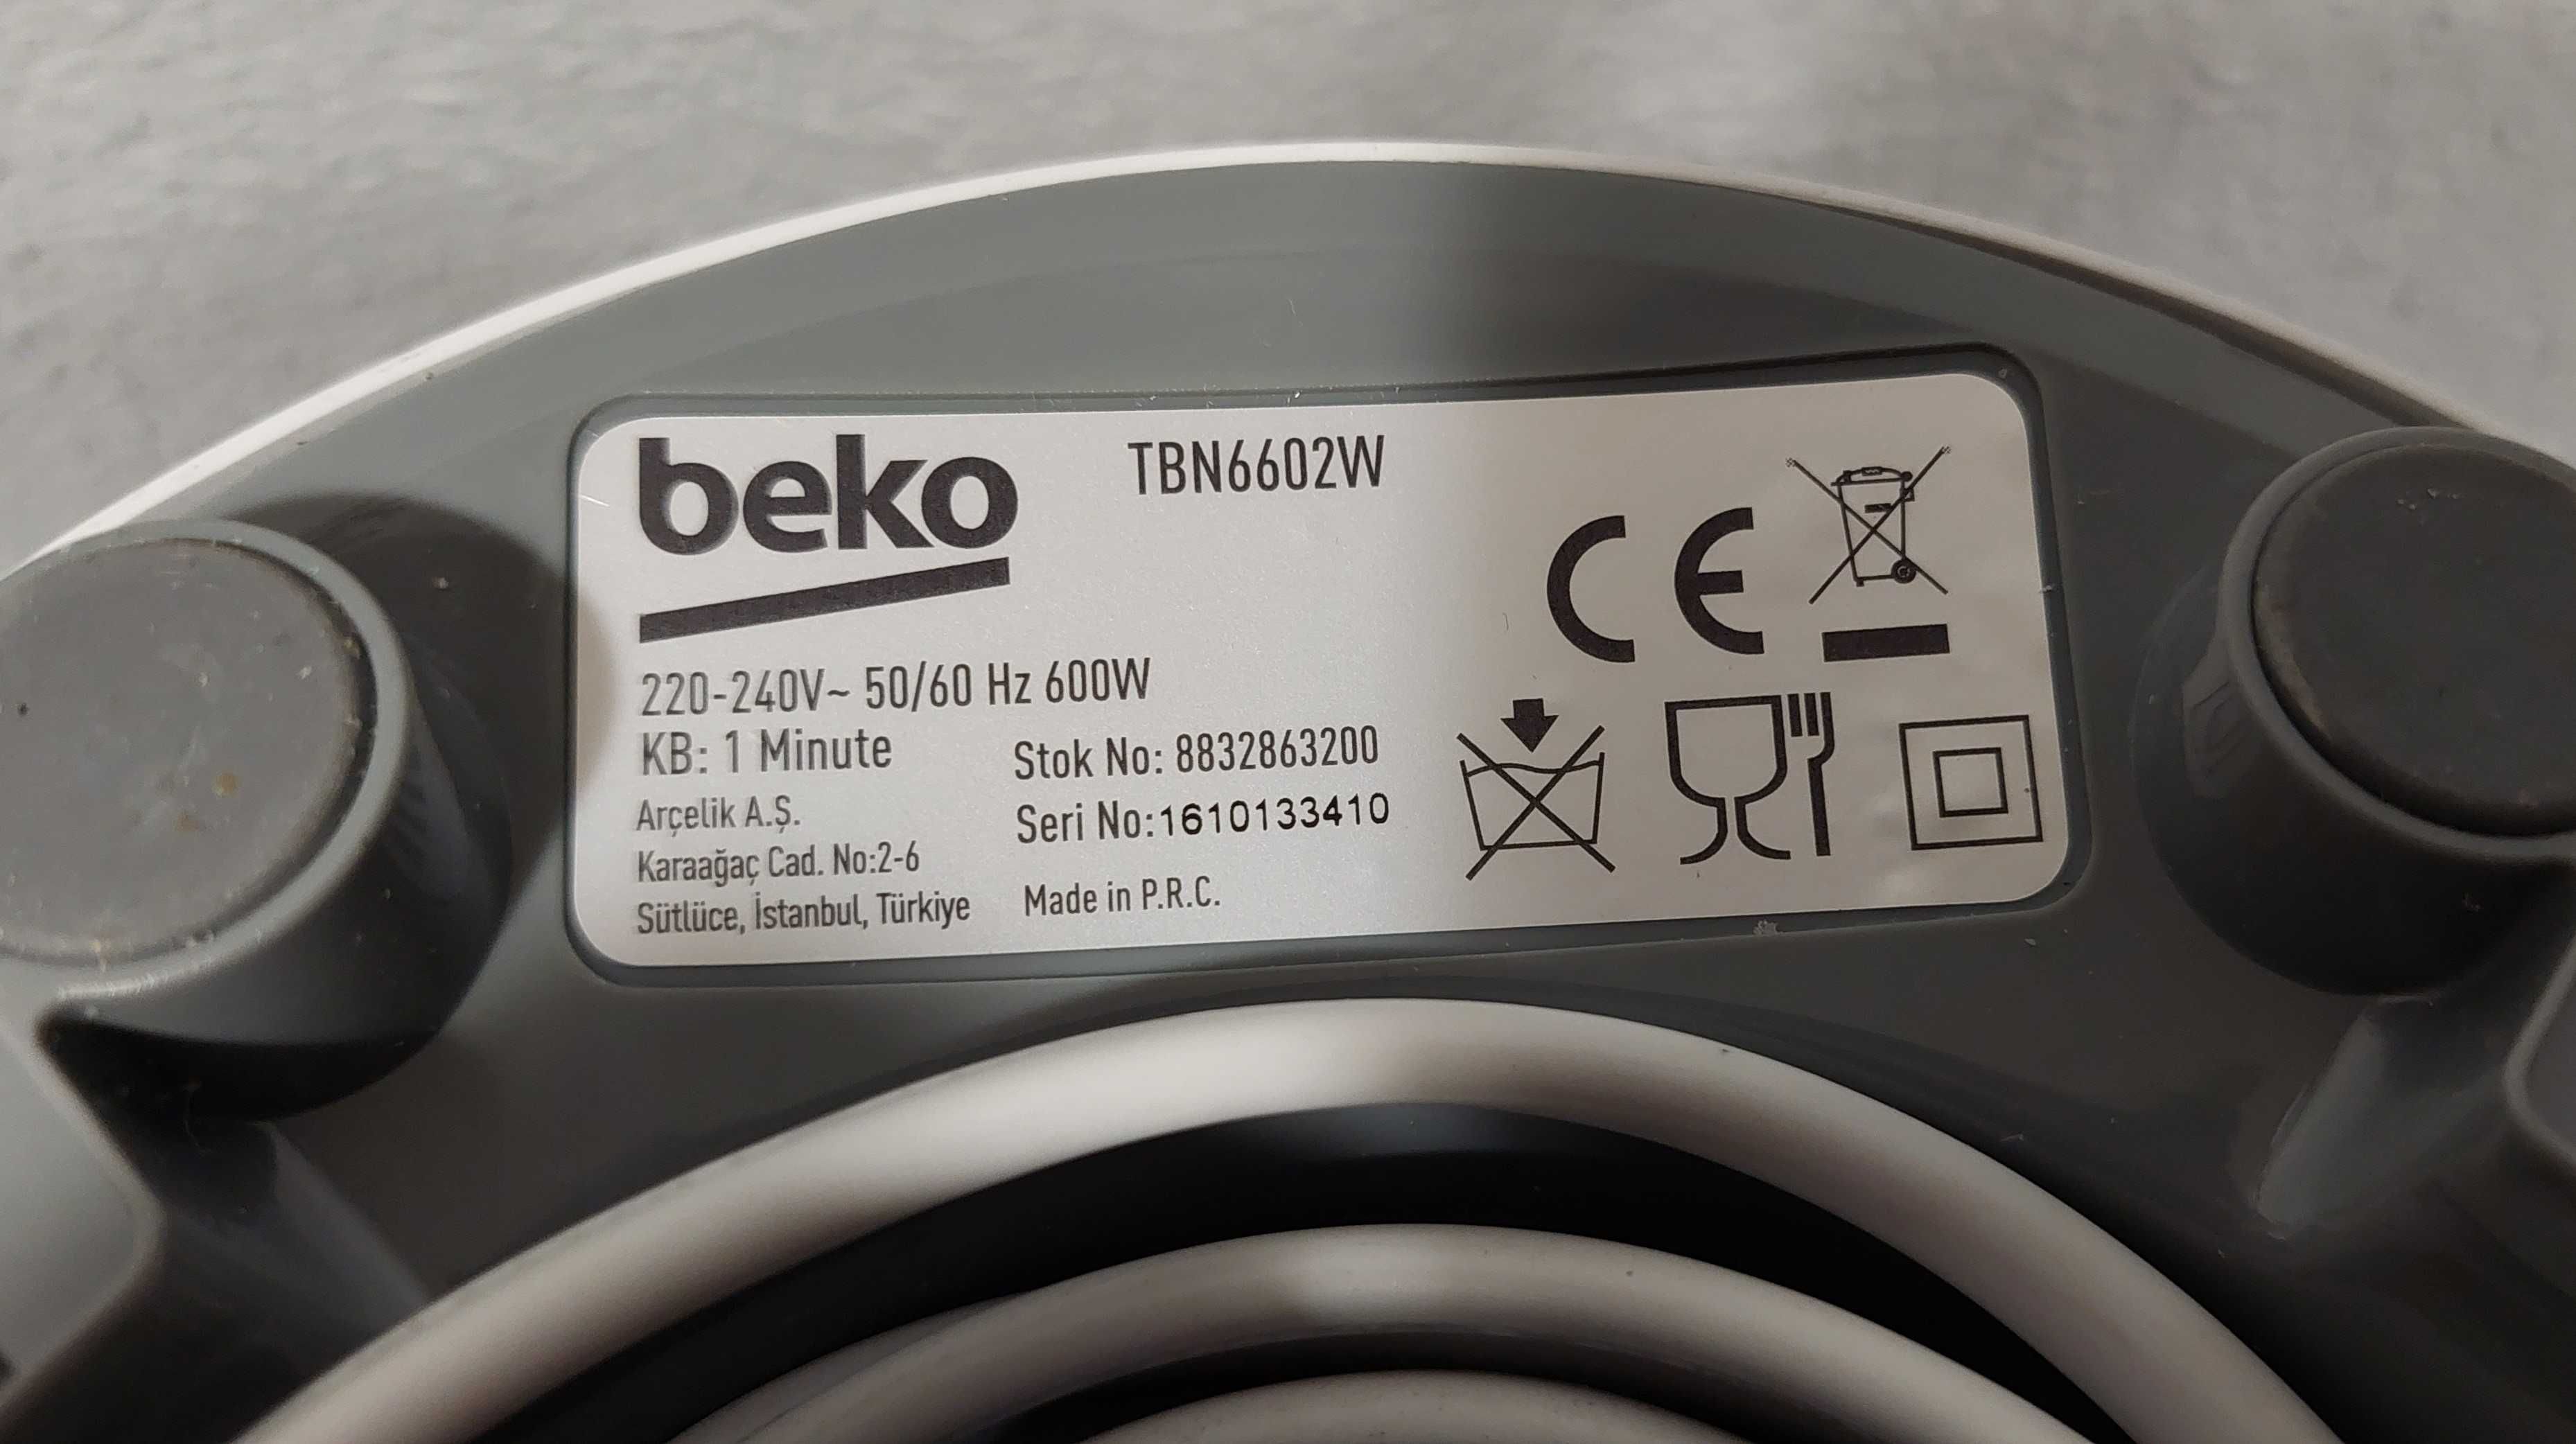 beko
TBN6602W
CE
220-240V~ 50/60 Hz 600W
KB: 1 Minute
Stok No: 8832863200
Arçelik A.Ş.
Seri No:1610133410
Karaağaç Cad. No:2-6
Sütlüce, İstanbul, Türkiye
Made in P.R.C.